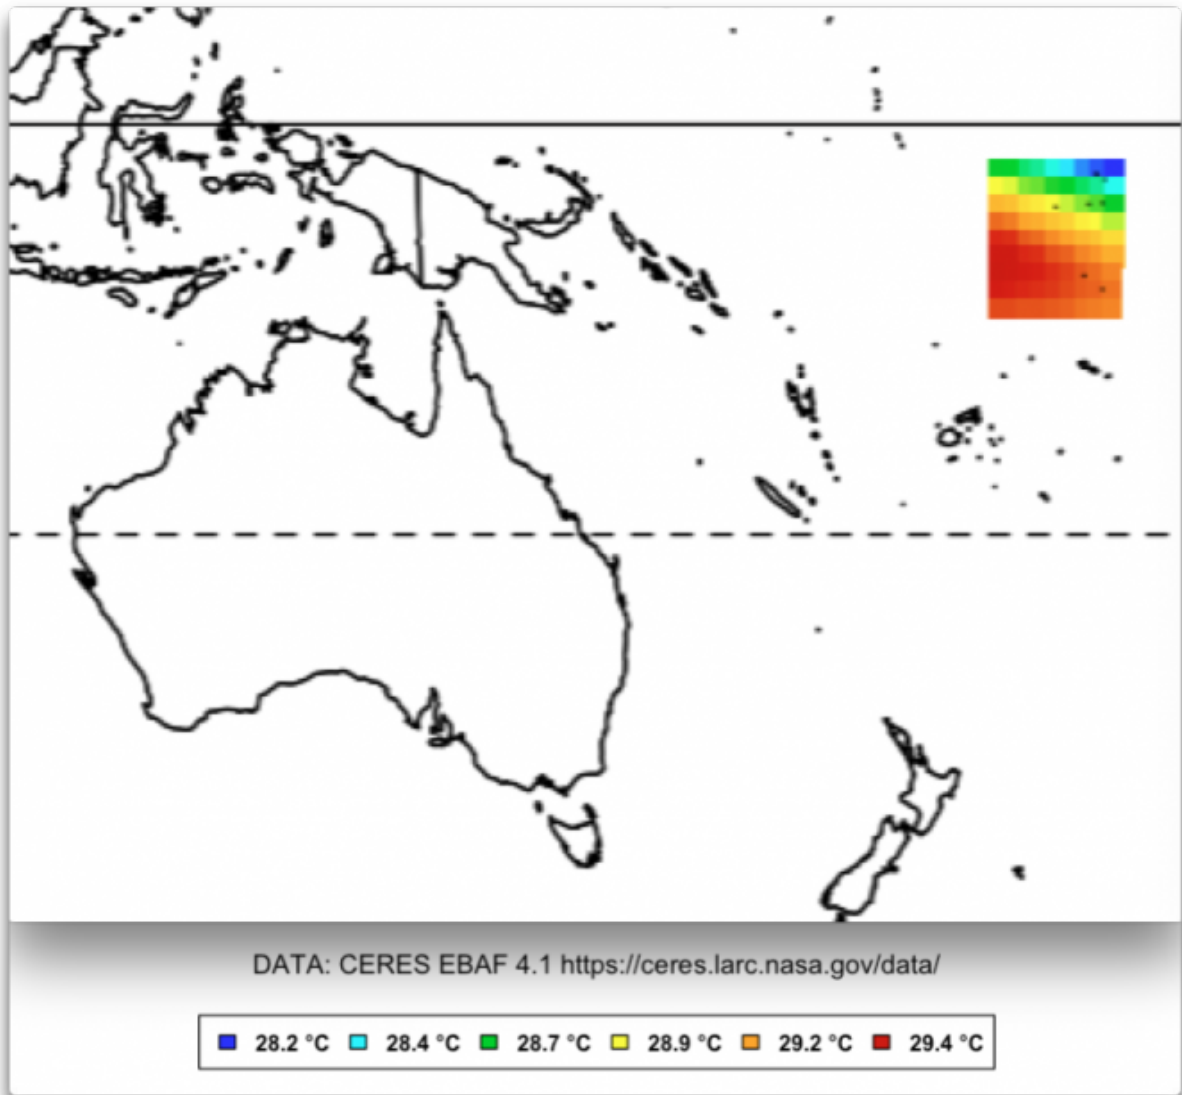 DATA: CERES EBAF 4.1 https://ceres.larc.nasa.gov/data/
28.2 °C 28.4 °C 28.7 °C 28.9 °C 29.2 °C 29.4 °C